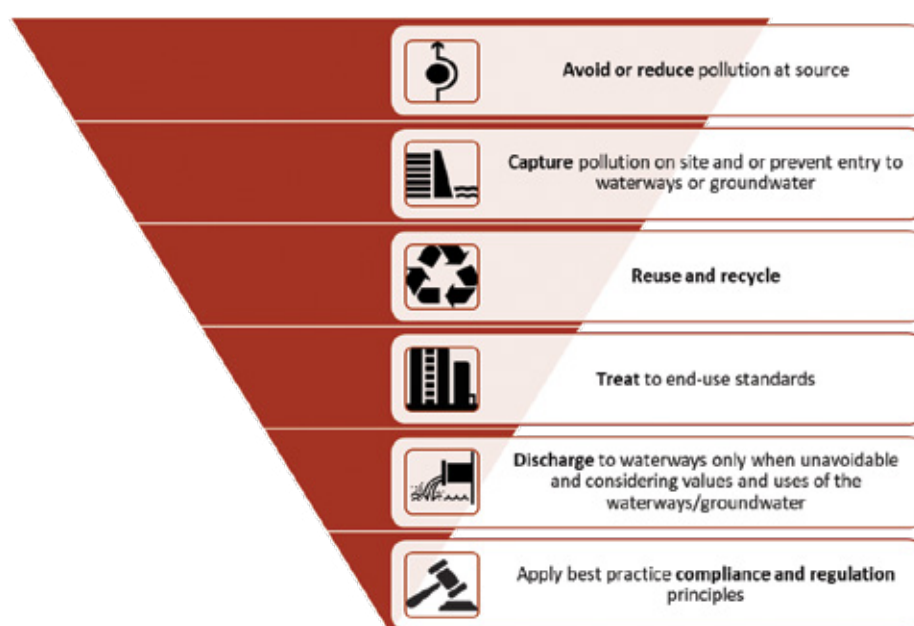 Avoid or reduce pollution at source
Capture pollution on site and or prevent entry to
waterways or groundwater
Reuse and recycle
Treat to end-use standards
Discharge to waterways only when unavoidable
and considering values and uses of the
waterways/groundwater
Apply best practice compliance and regulation
principles